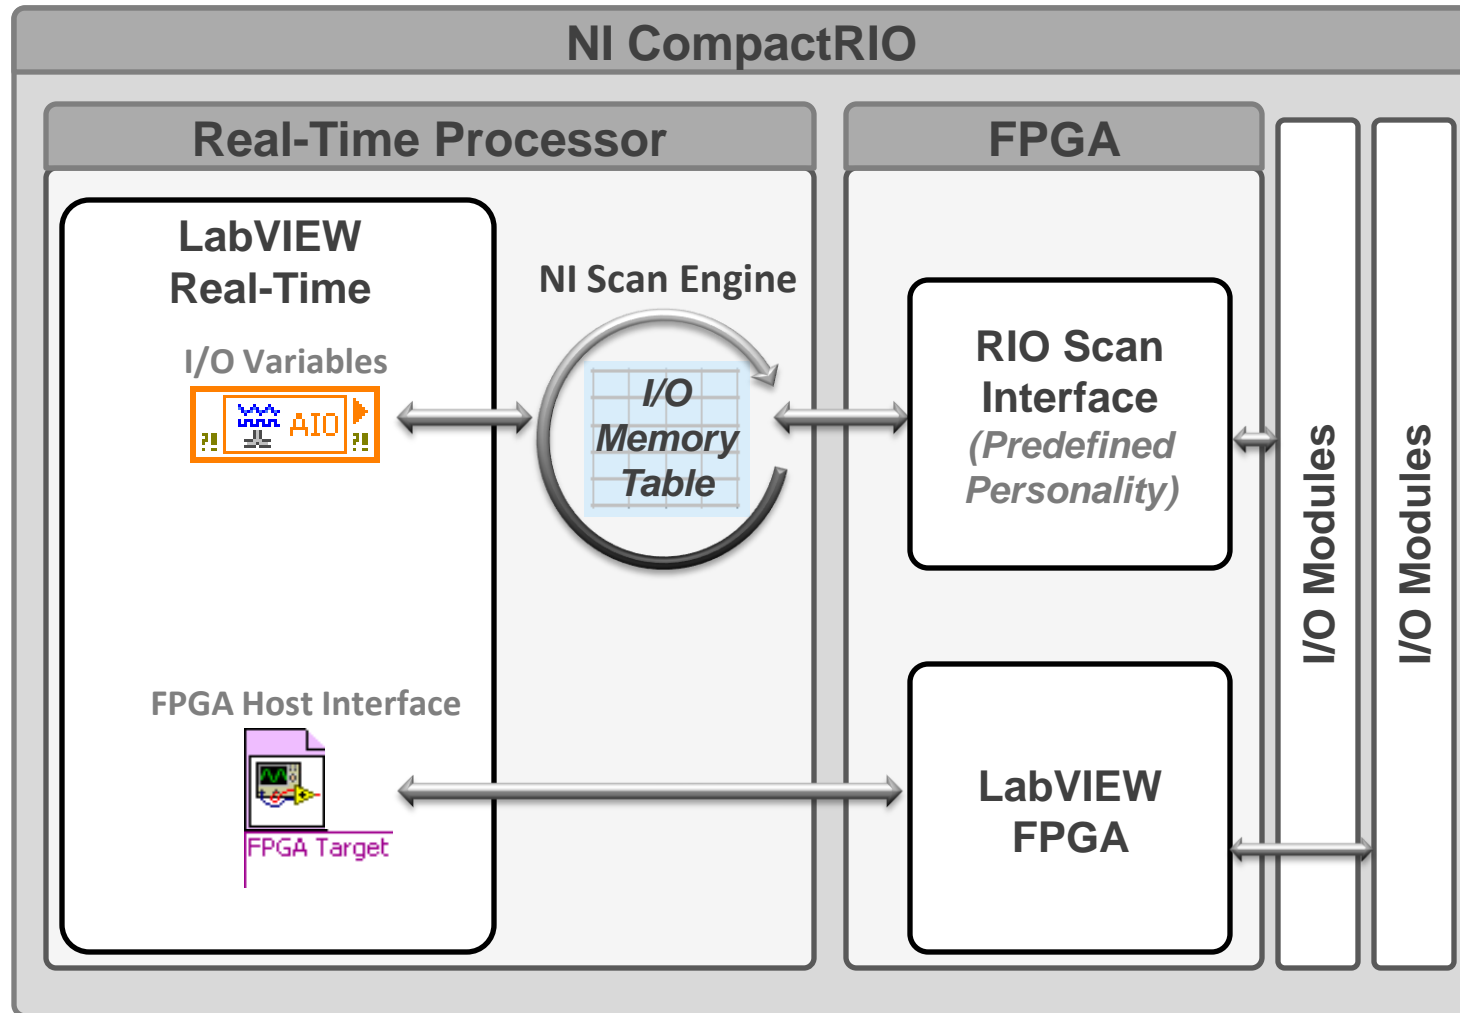 NI CompactRIO
Real-Time Processor
FPGA
LabVIEW
Real-Time
I/O Variables
?!
AIO
?!
NI Scan Engine
I/O
Memory
Table
RIO Scan
Interface
(Predefined
Personality)
I/O Modules
I/O Modules
FPGA Host Interface
FPGA Target
LabVIEW
FPGA